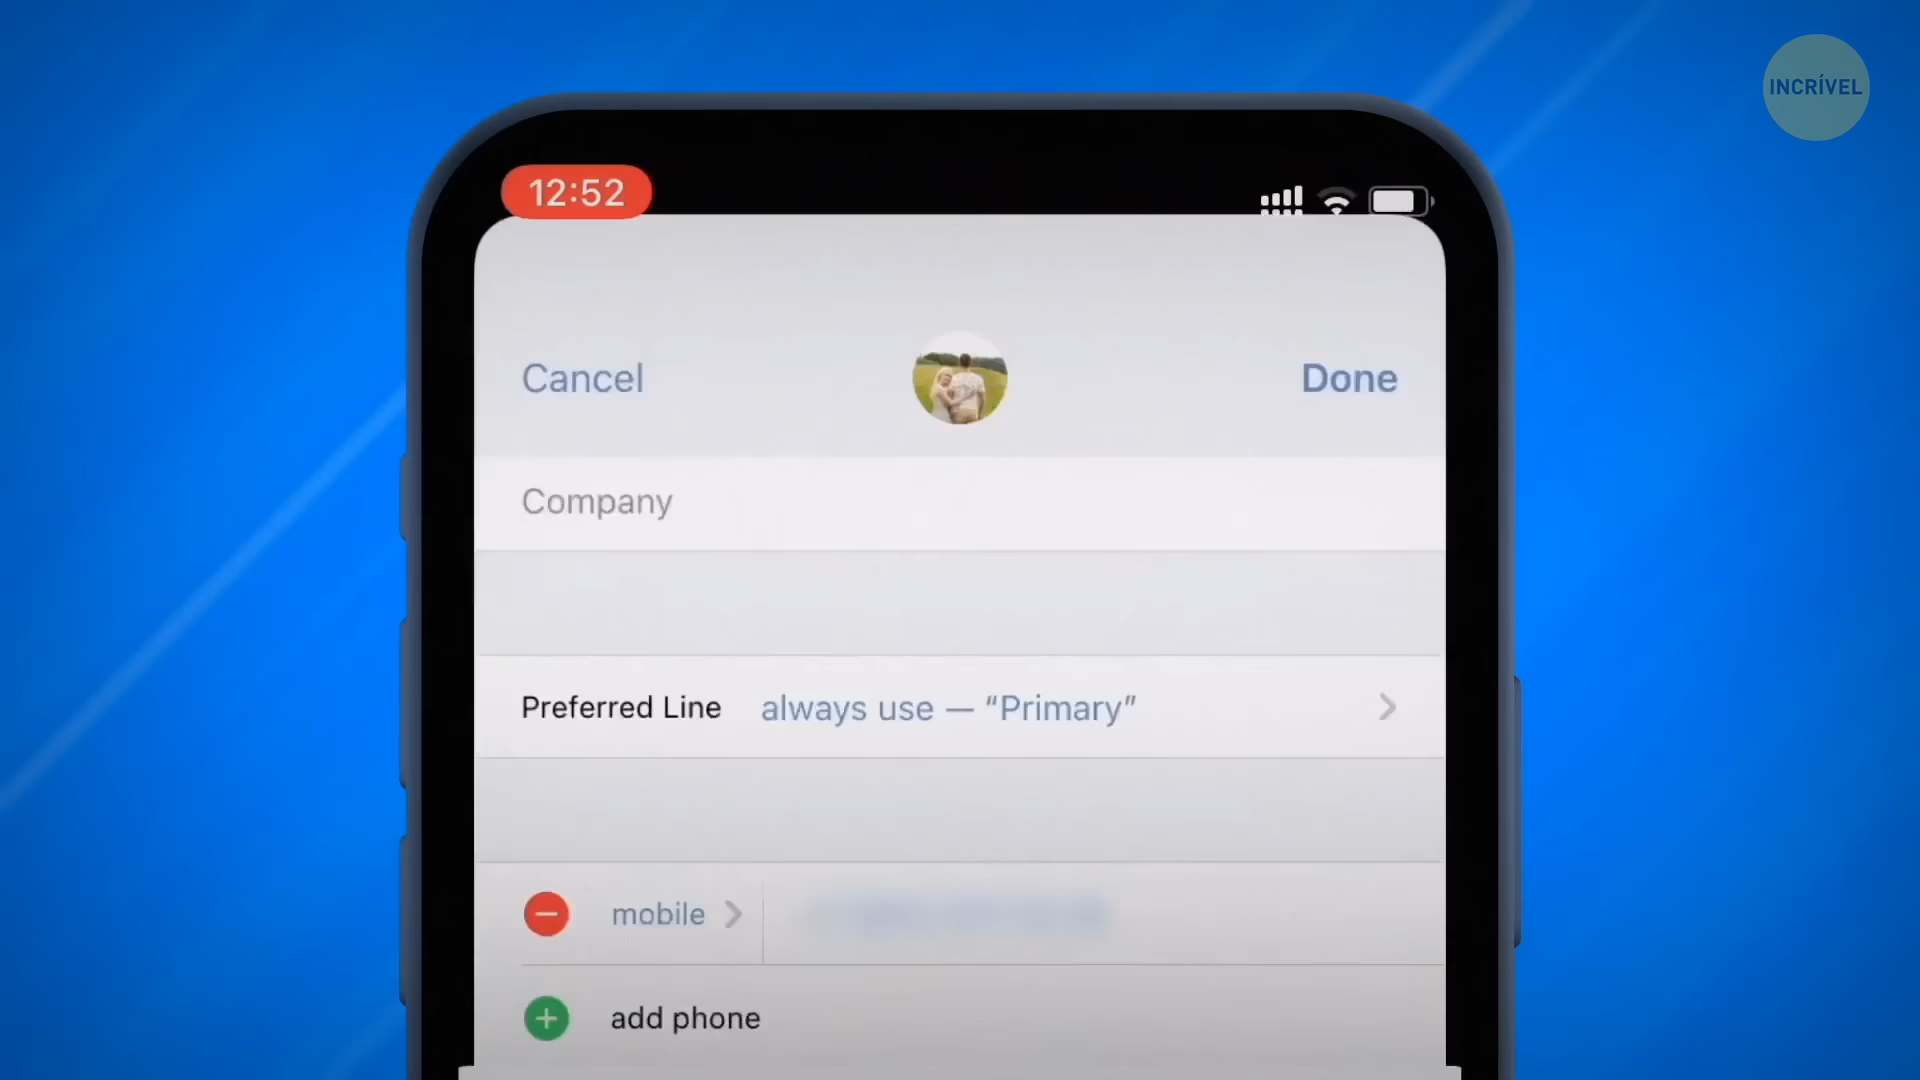 INCRÍVEL
12:52
Cancel
Done
Company
Preferred Line always use — “Primary”
mobile
add phone